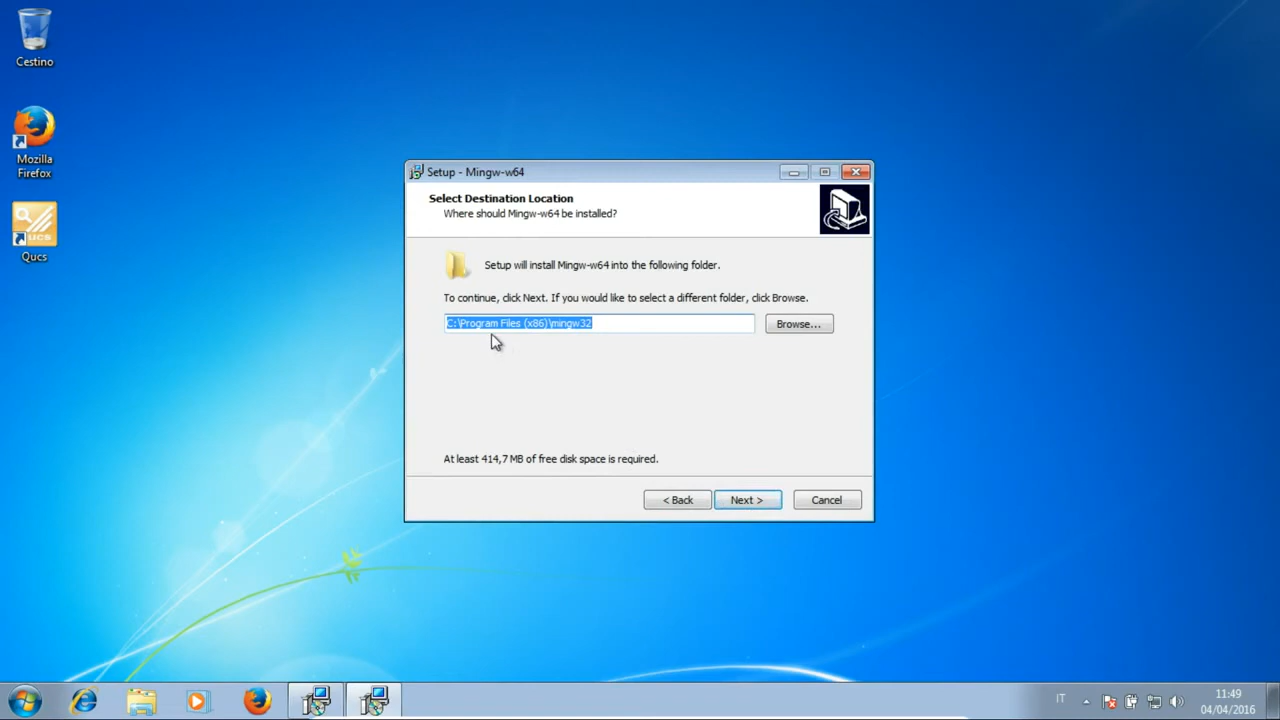 Cestino
Mozilla
Firefox
UCS
Qucs
Setup - Mingw-w64
Select Destination Location
Where should Mingw-w64 be installed?
Setup will install Mingw-w64 into the following folder.
To continue, click Next. If you would like to select a different folder, click Browse.
C:\Program Files (x86)\mingw32
Browse...
At least 414,7 MB of free disk space is required.
< Back
Next >
Cancel
IT
11:49
04/04/2016